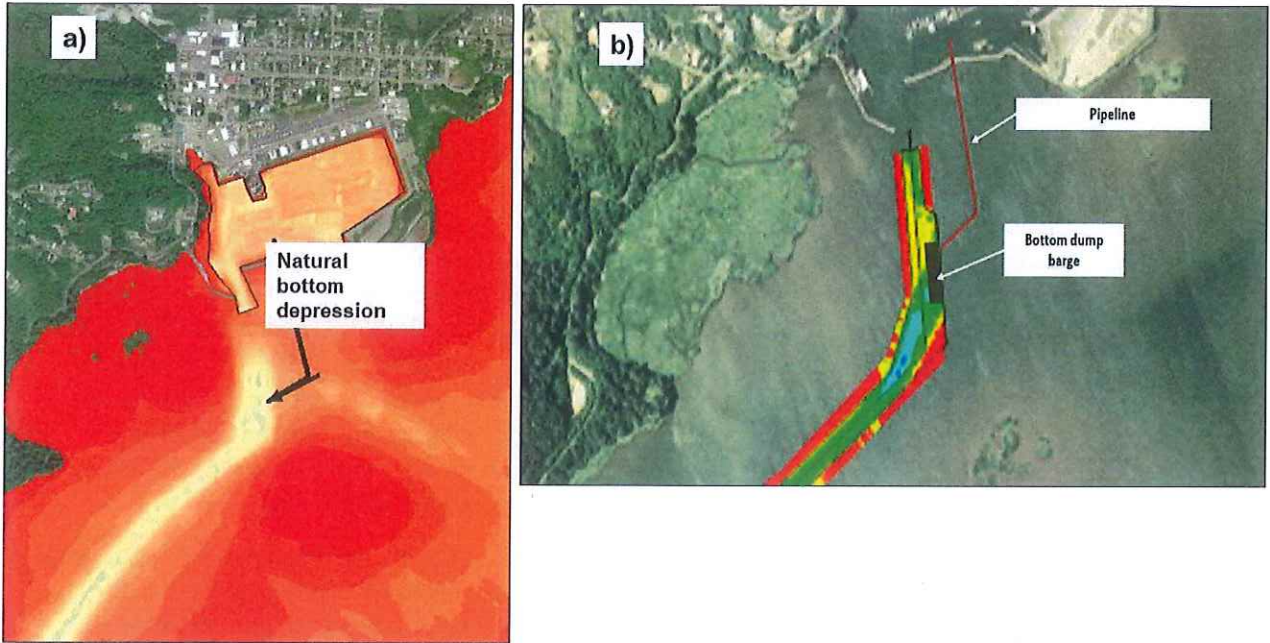 a)
Natural
bottom
depression
b)
Pipeline
Bottom dump
barge